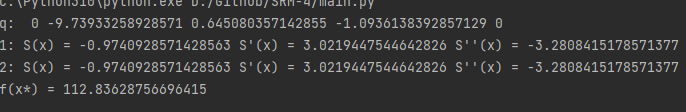 C:\Python310\python.exe D:/Github/SRM-4/main.py
q:  0 -9.73933258928571 0.645080357142855 -1.0936138392857129 0
1: S(x) = -0.9740928571428563 S'(x) = 3.0219447544642826 S''(x) = -3.2808415178571377
2: S(x) = -0.9740928571428563 S'(x) = 3.0219447544642826 S''(x) = -3.2808415178571377
f(x*) = 112.83628756696415